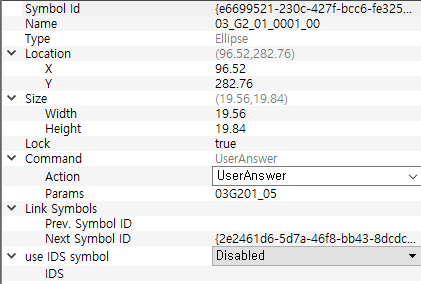 Symbol Id {e6699521-230c-427f-bcc6-fe325...
Name 03_G2_01_0001_00
Type Ellipse
Location (96.52,282.76)
X 96.52
Y 282.76
Size (19.56,19.84)
Width 19.56
Height 19.84
Lock true
Command UserAnswer
Action UserAnswer
Params 03G201_05
Link Symbols
Prev. Symbol ID
Next Symbol ID {2e2461d6-5d7a-46f8-bb43-8dcdc...
use IDS symbol Disabled
IDS